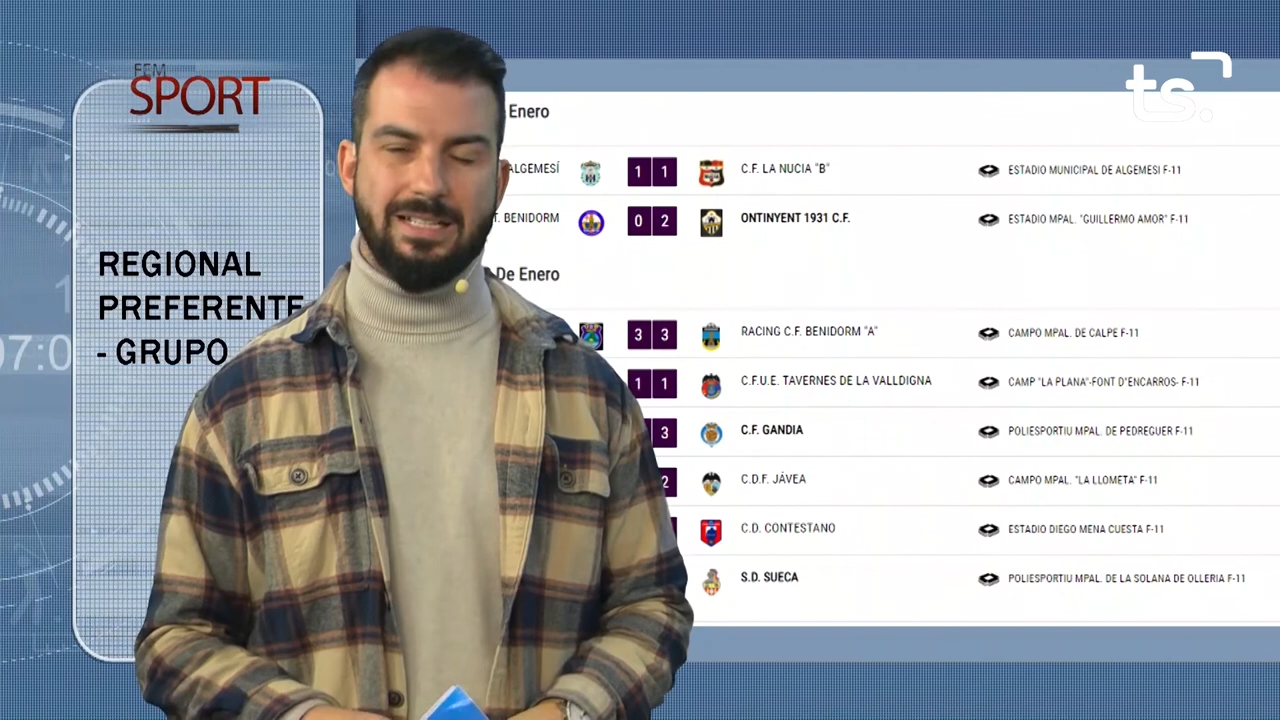 FEM
SPORT
ts.
REGIONAL
PREFERENTE
- GRUPO
07:0
Enero
ALGEMESÍ 1 1 C.F. LA NUCIA "B" ESTADIO MUNICIPAL DE ALGEMESI F-11
T. BENIDORM 0 2 ONTINYENT 1931 C.F. ESTADIO MPAL. "GUILLERMO AMOR" F-11
De Enero
3 3 RACING C.F. BENIDORM "A" CAMPO MPAL. DE CALPE F-11
1 1 C.F.U.E. TAVERNES DE LA VALLDIGNA CAMP "LA PLANA"-FONT D'ENCARROS- F-11
3 C.F. GANDIA POLIESPORTIU MPAL. DE PEDREGUER F-11
2 C.D.F. JÁVEA CAMPO MPAL. "LA LLOMETA" F-11
C.D. CONTESTANO ESTADIO DIEGO MENA CUESTA F-11
S.D. SUECA POLIESPORTIU MPAL. DE LA SOLANA DE OLLERIA F-11